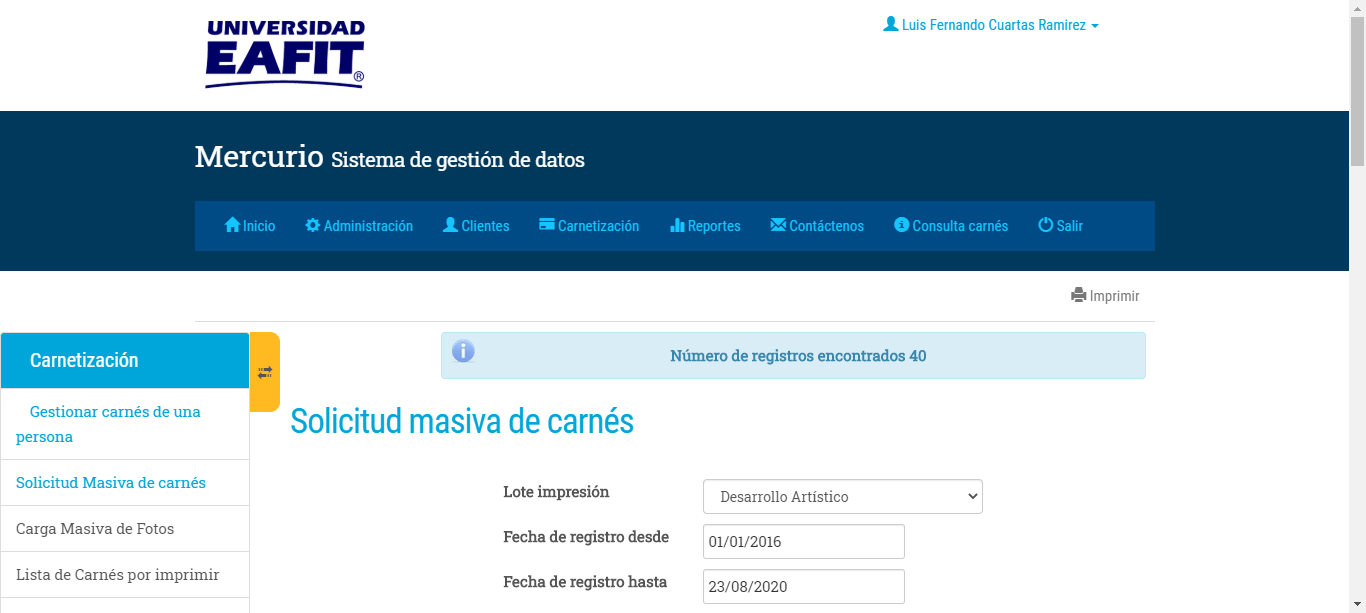 UNIVERSIDAD
EAFIT®
Luis Fernando Cuartas Ramirez
Mercurio Sistema de gestión de datos
Inicio Administración Clientes Carnetización Reportes Contáctenos Consulta carnés Salir
Imprimir
Carnetización
Número de registros encontrados 40
Gestionar carnés de una
persona
Solicitud Masiva de carnés
Carga Masiva de Fotos
Lista de Carnés por imprimir
Solicitud masiva de carnés
Lote impresión Desarrollo Artístico
Fecha de registro desde 01/01/2016
Fecha de registro hasta 23/08/2020